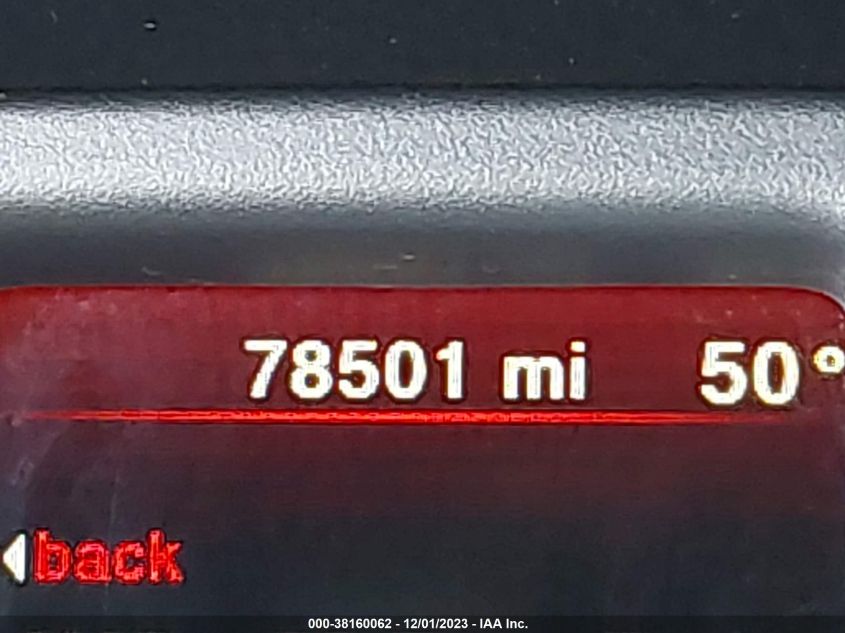 78501 mi 50°
back
000-38160062 - 12/01/2023 - IAA Inc.